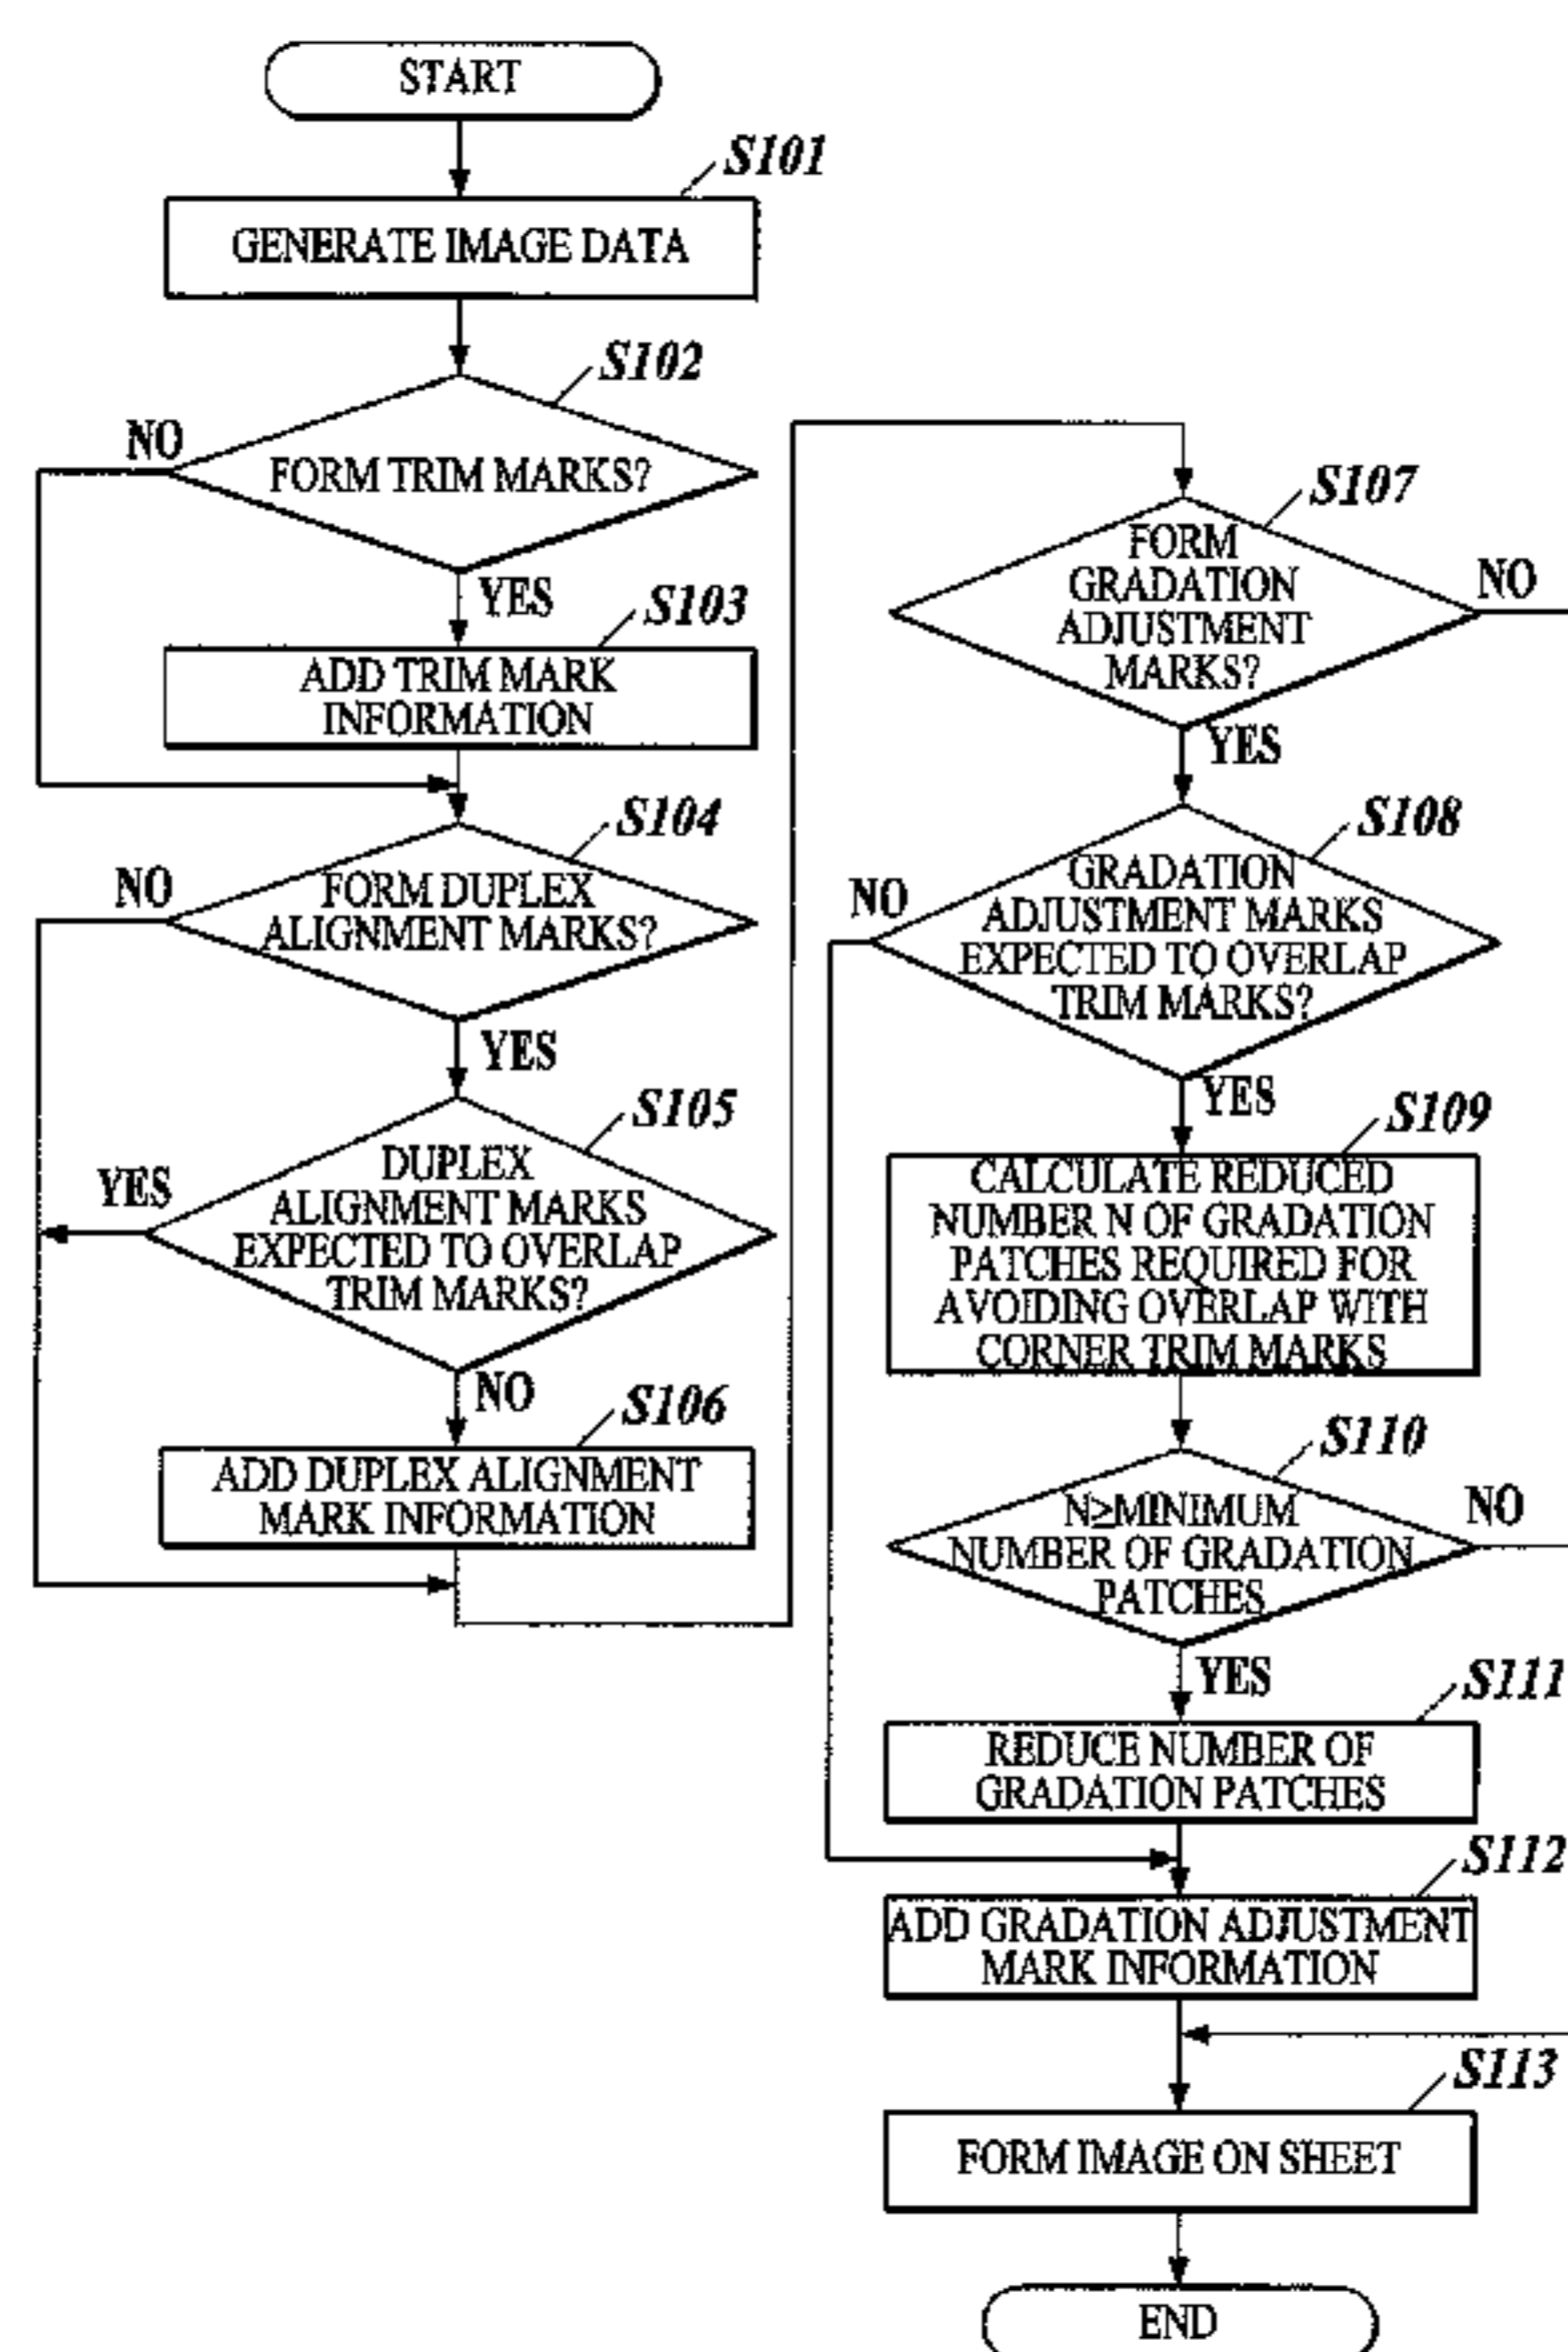 START
S101
GENERATE IMAGE DATA
S102
NO
FORM TRIM MARKS?
YES
S103
ADD TRIM MARK
INFORMATION
S104
NO
FORM DUPLEX
ALIGNMENT MARKS?
YES
S105
YES
DUPLEX
ALIGNMENT MARKS
EXPECTED TO OVERLAP
TRIM MARKS?
NO
S106
ADD DUPLEX ALIGNMENT
MARK INFORMATION
S107
FORM
GRADATION
ADJUSTMENT
MARKS?
NO
YES
S108
NO
GRADATION
ADJUSTMENT MARKS
EXPECTED TO OVERLAP
TRIM MARKS?
YES
S109
CALCULATE REDUCED
NUMBER N OF GRADATION
PATCHES REQUIRED FOR
AVOIDING OVERLAP WITH
CORNER TRIM MARKS
S110
N≥MINIMUM
NUMBER OF GRADATION
PATCHES
NO
YES
S111
REDUCE NUMBER OF
GRADATION PATCHES
S112
ADD GRADATION ADJUSTMENT
MARK INFORMATION
S113
FORM IMAGE ON SHEET
END